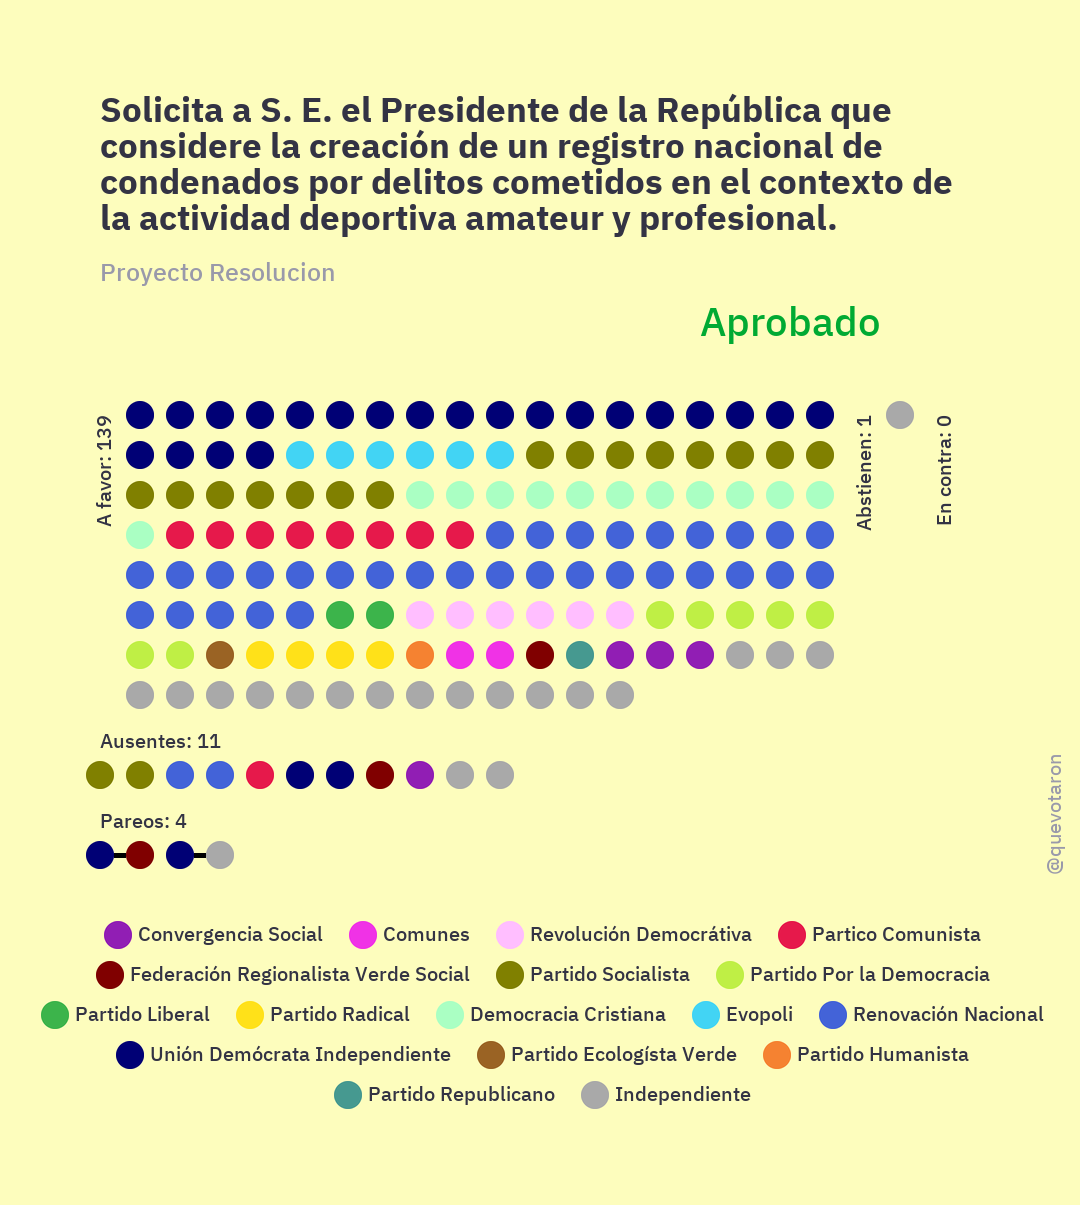 Solicita a S. E. el Presidente de la República que
considere la creación de un registro nacional de
condenados por delitos cometidos en el contexto de
la actividad deportiva amateur y profesional.
Proyecto Resolucion
Aprobado
A favor: 139
Abstienen: 1
En contra: 0
Ausentes: 11
Pareos: 4
@quevotaron
Convergencia Social Comunes Revolución Democrátiva Partico Comunista
Federación Regionalista Verde Social Partido Socialista Partido Por la Democracia
Partido Liberal Partido Radical Democracia Cristiana Evopoli Renovación Nacional
Unión Demócrata Independiente Partido Ecologísta Verde Partido Humanista
Partido Republicano Independiente